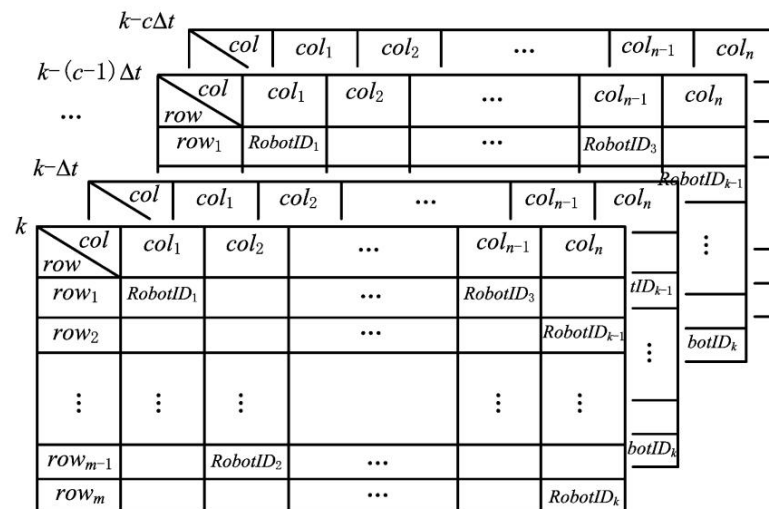 k-cΔt col col₁ col₂ ... colₙ₋₁ colₙ
k-(c-1)Δt col col₁ col₂ ... colₙ₋₁ colₙ
row
... row₁ RobotID₁ ... RobotID₃
RobotIDₖ₋₁
k-Δt col col₁ col₂ ... colₙ₋₁ colₙ
k col col₁ col₂ ... colₙ₋₁ colₙ ⋮
row
row₁ RobotID₁ ... RobotID₃ tIDₖ₋₁
row₂ ... RobotIDₖ₋₁
botIDₖ
⋮ ⋮ ⋮ ⋮ ⋮ ⋮
rowₘ₋₁ RobotID₂ ... botIDₖ
rowₘ ... RobotIDₖ